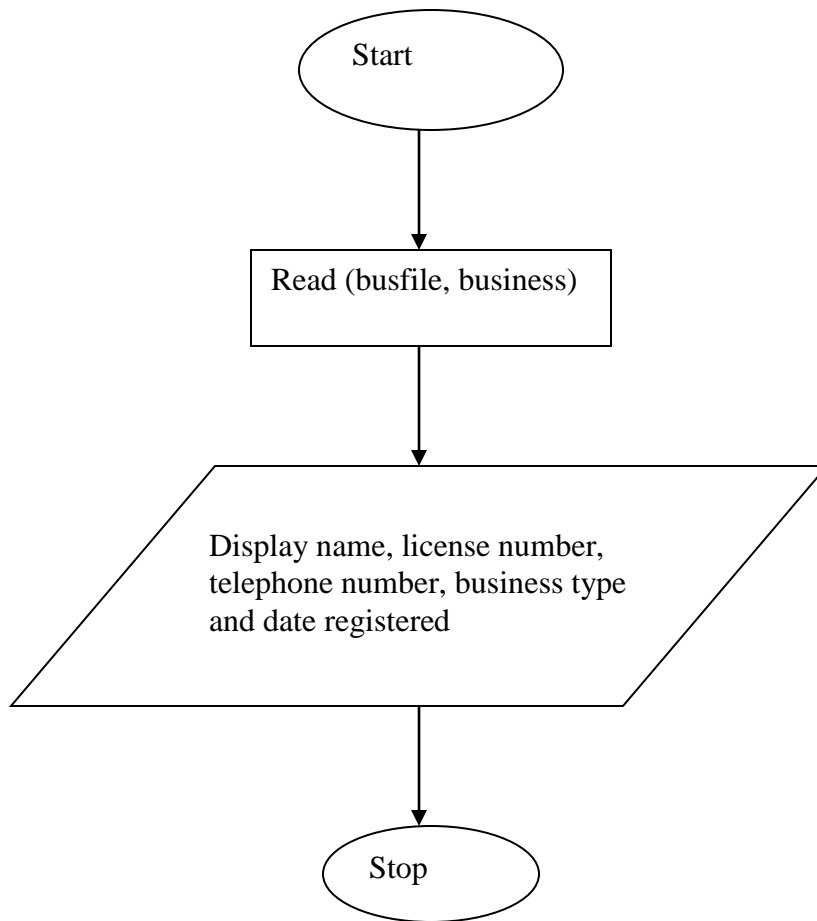 Start
Read (busfile, business)
Display name, license number,
telephone number, business type
and date registered
Stop